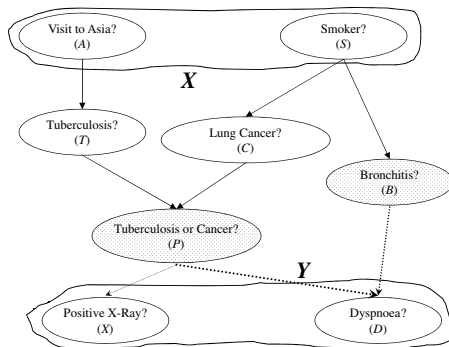 Visit to Asia?
(A)
Smoker?
(S)
X
Tuberculosis?
(T)
Lung Cancer?
(C)
Bronchitis?
(B)
Tuberculosis or Cancer?
(P)
Y
Positive X-Ray?
(X)
Dyspnoea?
(D)